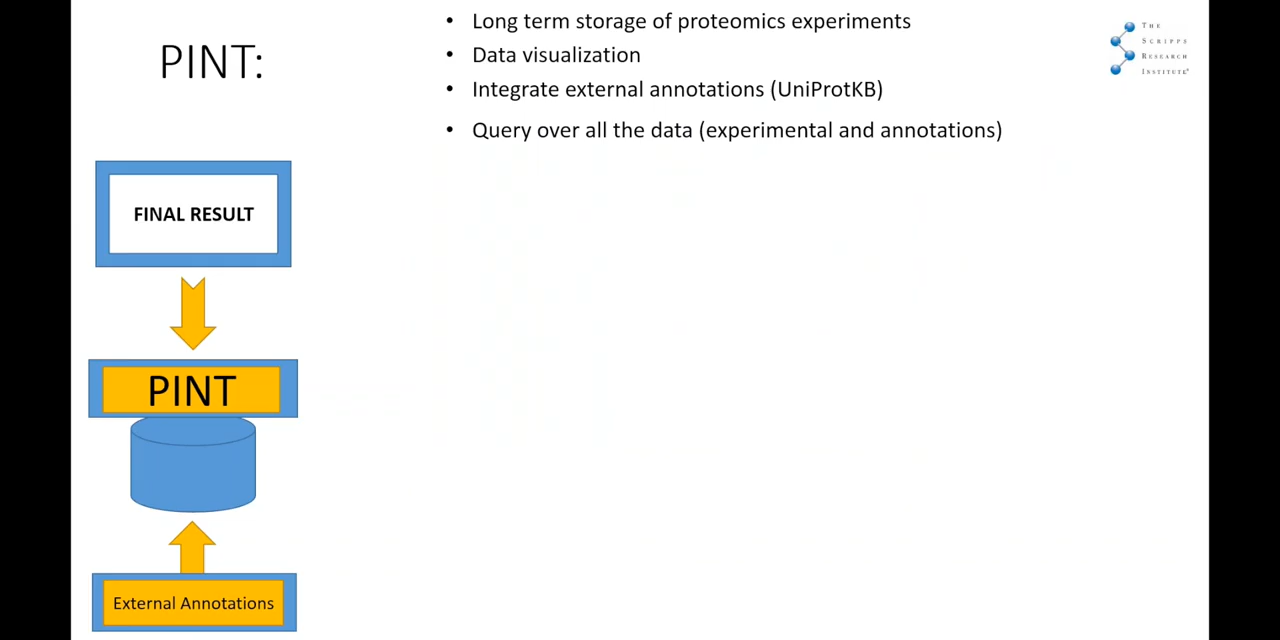 PINT:
• Long term storage of proteomics experiments
• Data visualization
• Integrate external annotations (UniProtKB)
• Query over all the data (experimental and annotations)
THE
SCRIPPS
RESEARCH
INSTITUTE®
FINAL RESULT
PINT
External Annotations